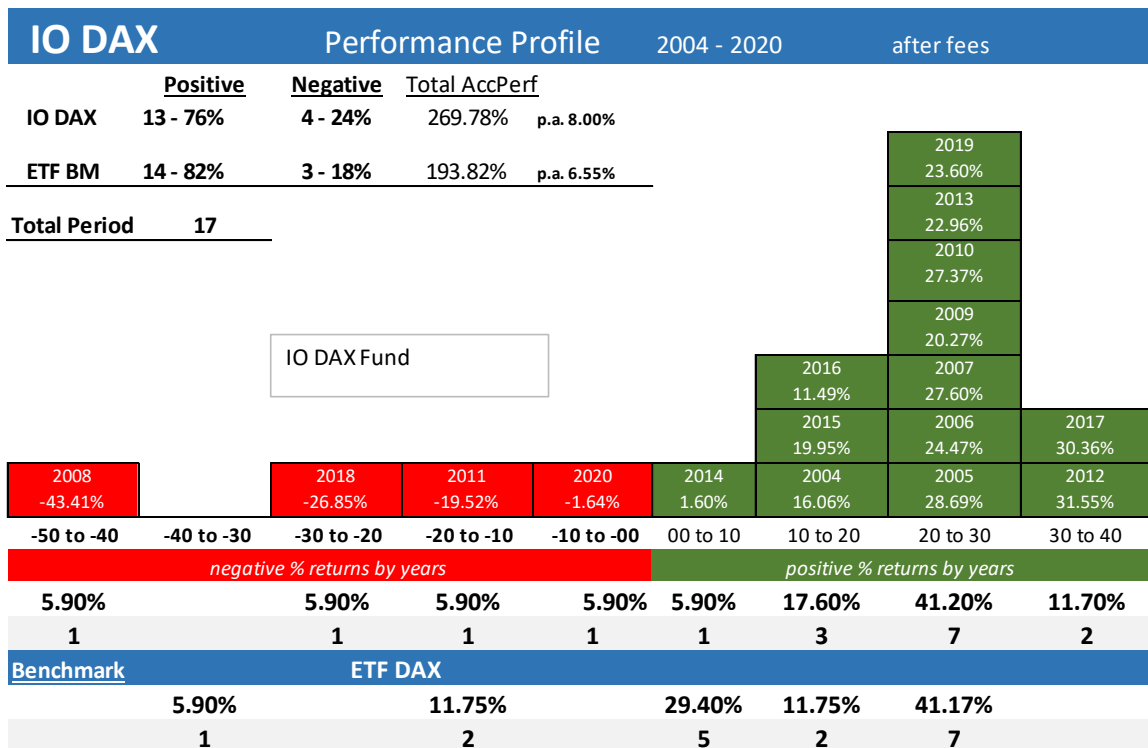 IO DAX Performance Profile 2004 - 2020 after fees
Positive Negative Total AccPerf
IO DAX 13 - 76% 4 - 24% 269.78% p.a. 8.00%
ETF BM 14 - 82% 3 - 18% 193.82% p.a. 6.55%
Total Period 17
2019
23.60%
2013
22.96%
2010
27.37%
2009
20.27%
IO DAX Fund
2016 2007
11.49% 27.60%
2015 2006 2017
19.95% 24.47% 30.36%
2008 2018 2011 2020 2014 2004 2005 2012
-43.41% -26.85% -19.52% -1.64% 1.60% 16.06% 28.69% 31.55%
-50 to -40 -40 to -30 -30 to -20 -20 to -10 -10 to -00 00 to 10 10 to 20 20 to 30 30 to 40
negative % returns by years positive % returns by years
5.90% 5.90% 5.90% 5.90% 5.90% 17.60% 41.20% 11.70%
1 1 1 1 1 3 7 2
Benchmark ETF DAX
5.90% 11.75% 29.40% 11.75% 41.17%
1 2 5 2 7